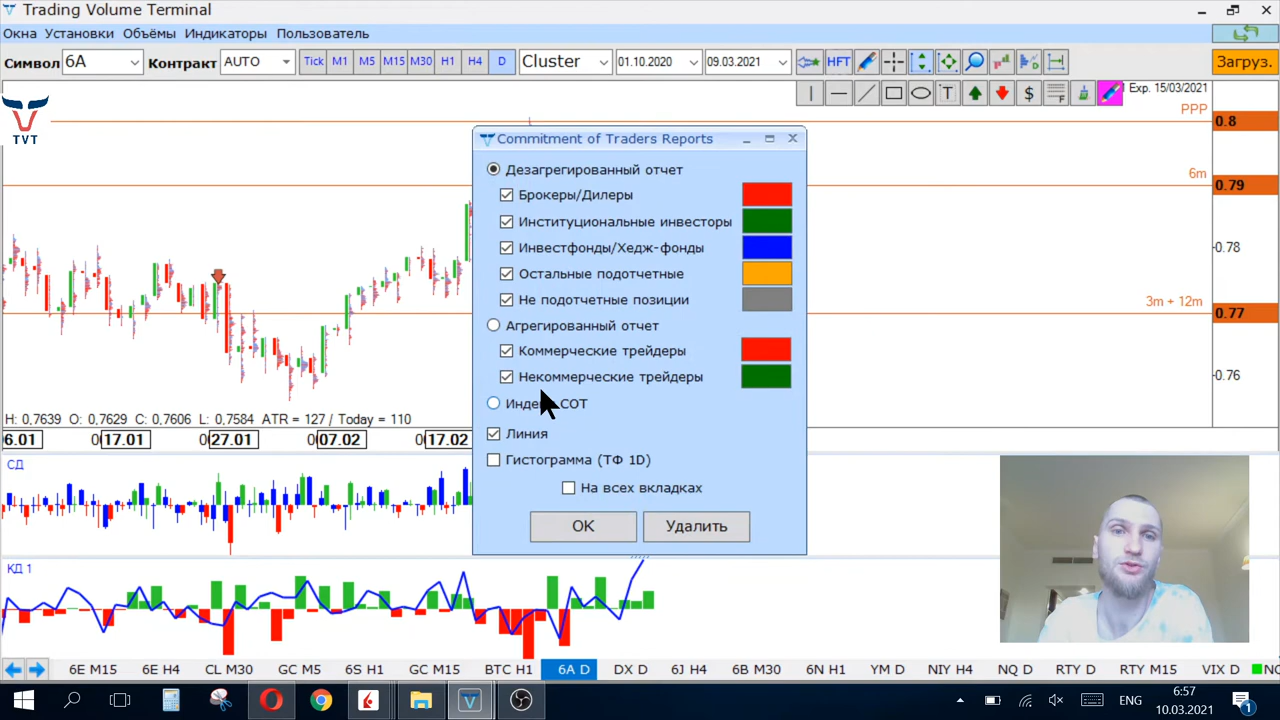 Trading Volume Terminal
Окна Установки Объёмы Индикаторы Пользователь
Символ 6A Контракт AUTO Tick M1 M5 M15 M30 H1 H4 D Cluster 01.10.2020 09.03.2021 HFT Загруз.
T $ F Exp. 15/03/2021
TVT
PPP 0.8
6m 0.79
0.78
3m + 12m 0.77
0.76
Commitment of Traders Reports
Дезагрегированный отчет
Брокеры/Дилеры
Институциональные инвесторы
Инвестфонды/Хедж-фонды
Остальные подотчетные
Не подотчетные позиции
Агрегированный отчет
Коммерческие трейдеры
Некоммерческие трейдеры
COT
Линия
Гистограмма (ТФ 1D)
На всех вкладках
OK Удалить
H: 0,7639 O: 0,7629 C: 0,7606 L: 0,7584 ATR = 127 / Today = 110
6.01 17.01 27.01 07.02 17.02
СД
КД 1
6E M15 6E H4 CL M30 GC M5 6S H1 GC M15 BTC H1 6A D DX D 6J H4 6B M30 6N H1 YM D NIY H4 NQ D RTY D RTY M15 VIX D
ENG 6:57
10.03.2021 1